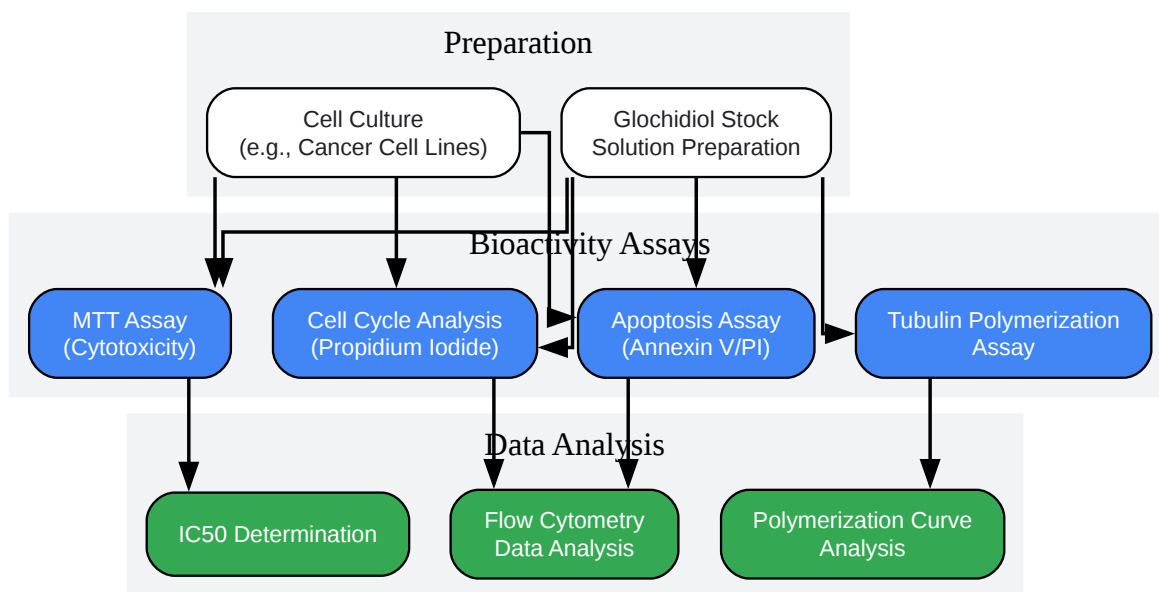 Preparation
Cell Culture
(e.g., Cancer Cell Lines)
Glochidiol Stock
Solution Preparation
Bioactivity Assays
MTT Assay
(Cytotoxicity)
Cell Cycle Analysis
(Propidium Iodide)
Apoptosis Assay
(Annexin V/PI)
Tubulin Polymerization
Assay
Data Analysis
IC50 Determination
Flow Cytometry
Data Analysis
Polymerization Curve
Analysis